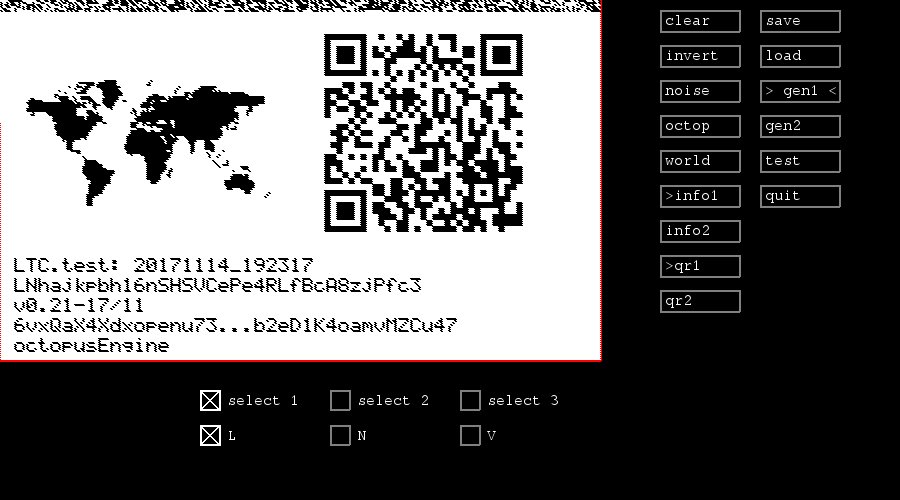 clear save
invert load
noise > gen1 <
octop gen2
world test
>info1 quit
info2
>qr1
qr2
LTC.test: 20171114_192317
LNhajkpbh16nSHSVCePe4RLfBcA8zjPfc3
v0.21-17/11
6vxQaX4Xdxopenu73...b2eD1K4oamvMZCu47
octopusEngine
select 1 select 2 select 3
L N V